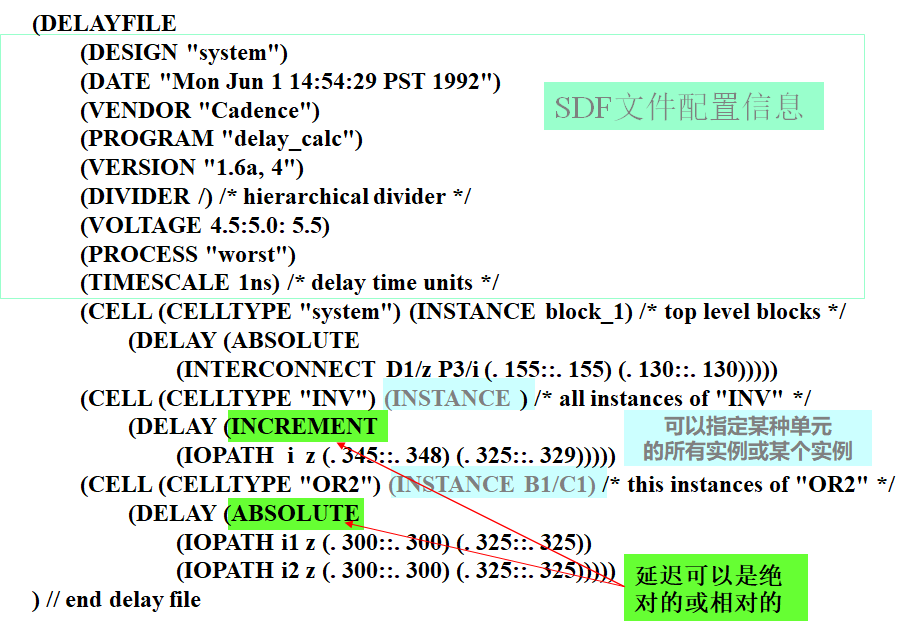 (DELAYFILE
(DESIGN "system")
(DATE "Mon Jun 1 14:54:29 PST 1992")
(VENDOR "Cadence")
(PROGRAM "delay_calc")
(VERSION "1.6a, 4")
(DIVIDER /) /* hierarchical divider */
(VOLTAGE 4.5:5.0: 5.5)
(PROCESS "worst")
(TIMESCALE 1ns) /* delay time units */
SDF文件配置信息
(CELL (CELLTYPE "system") (INSTANCE block_1) /* top level blocks */
(DELAY (ABSOLUTE
(INTERCONNECT D1/z P3/i (. 155::. 155) (. 130::. 130)))))
(CELL (CELLTYPE "INV") (INSTANCE ) /* all instances of "INV" */
(DELAY (INCREMENT
(IOPATH i z (. 345::. 348) (. 325::. 329)))))
可以指定某种单元
的所有实例或某个实例
(CELL (CELLTYPE "OR2") (INSTANCE B1/C1) /* this instances of "OR2" */
(DELAY (ABSOLUTE
(IOPATH i1 z (. 300::. 300) (. 325::. 325))
(IOPATH i2 z (. 300::. 300) (. 325::. 325)))))
延迟可以是绝
对的或相对的
) // end delay file